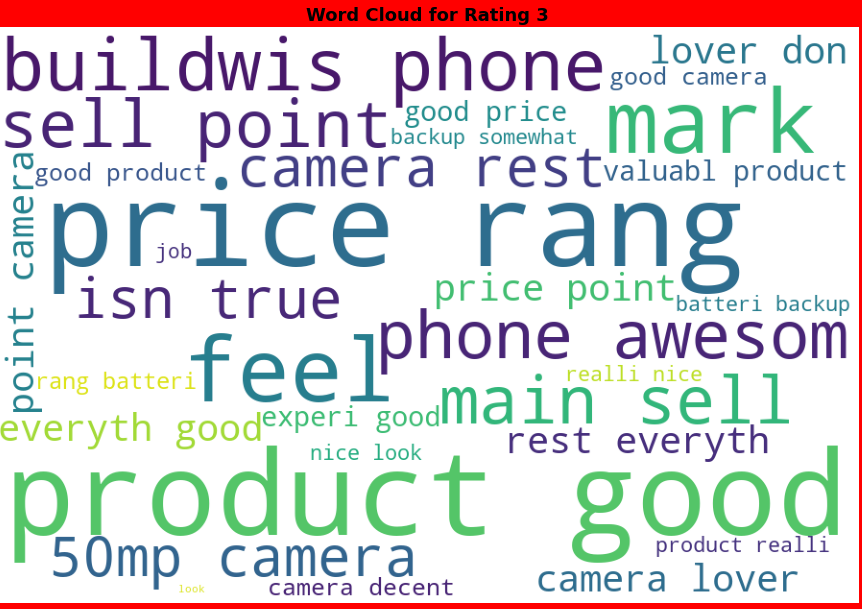 Word Cloud for Rating 3
buildwis phone
lover don
good camera
sell point
good price
mark
backup somewhat
camera rest
good product
valuabl product
point camera
price rang
job
isn true
price point
batteri backup
phone awesom
feel
rang batteri
realli nice
main sell
everyth good
experi good
rest everyth
nice look
product good
50mp camera
product realli
camera decent
camera lover
look